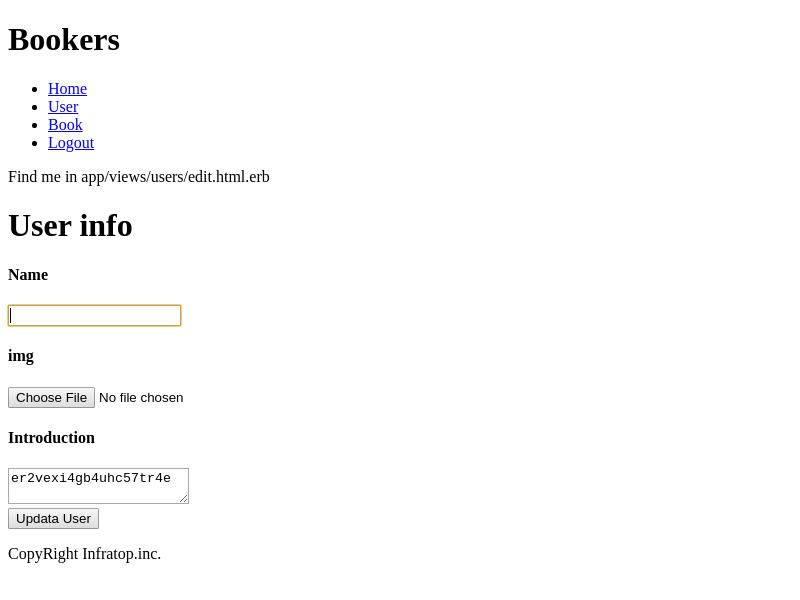 Bookers
Home
User
Book
Logout
Find me in app/views/users/edit.html.erb
User info
Name
img
Choose File No file chosen
Introduction
er2vexi4gb4uhc57tr4e
Updata User
CopyRight Infratop.inc.